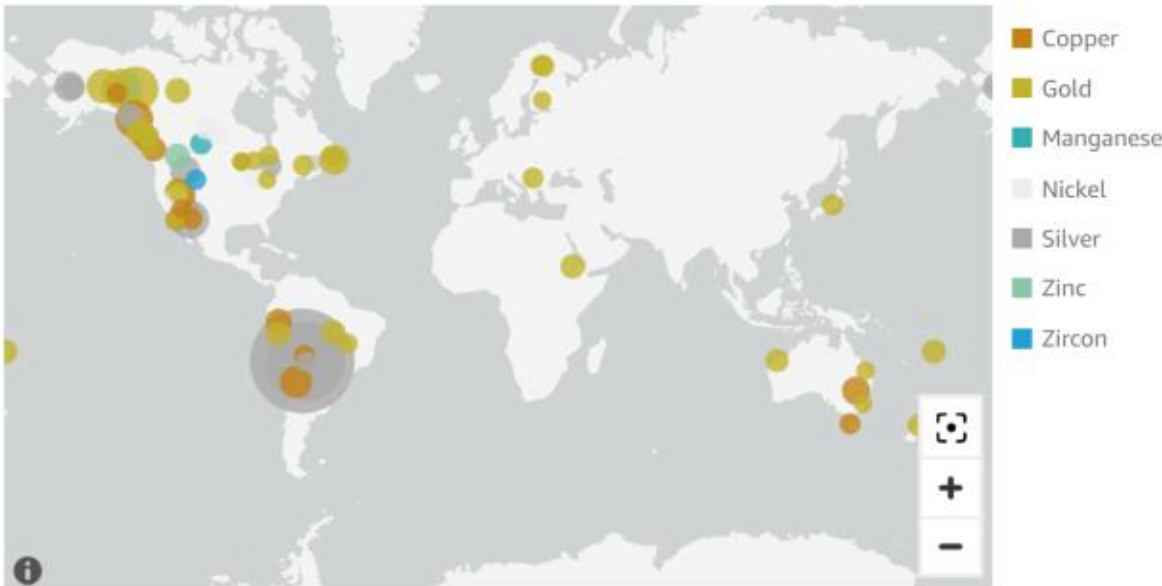 Copper
Gold
Manganese
Nickel
Silver
Zinc
Zircon